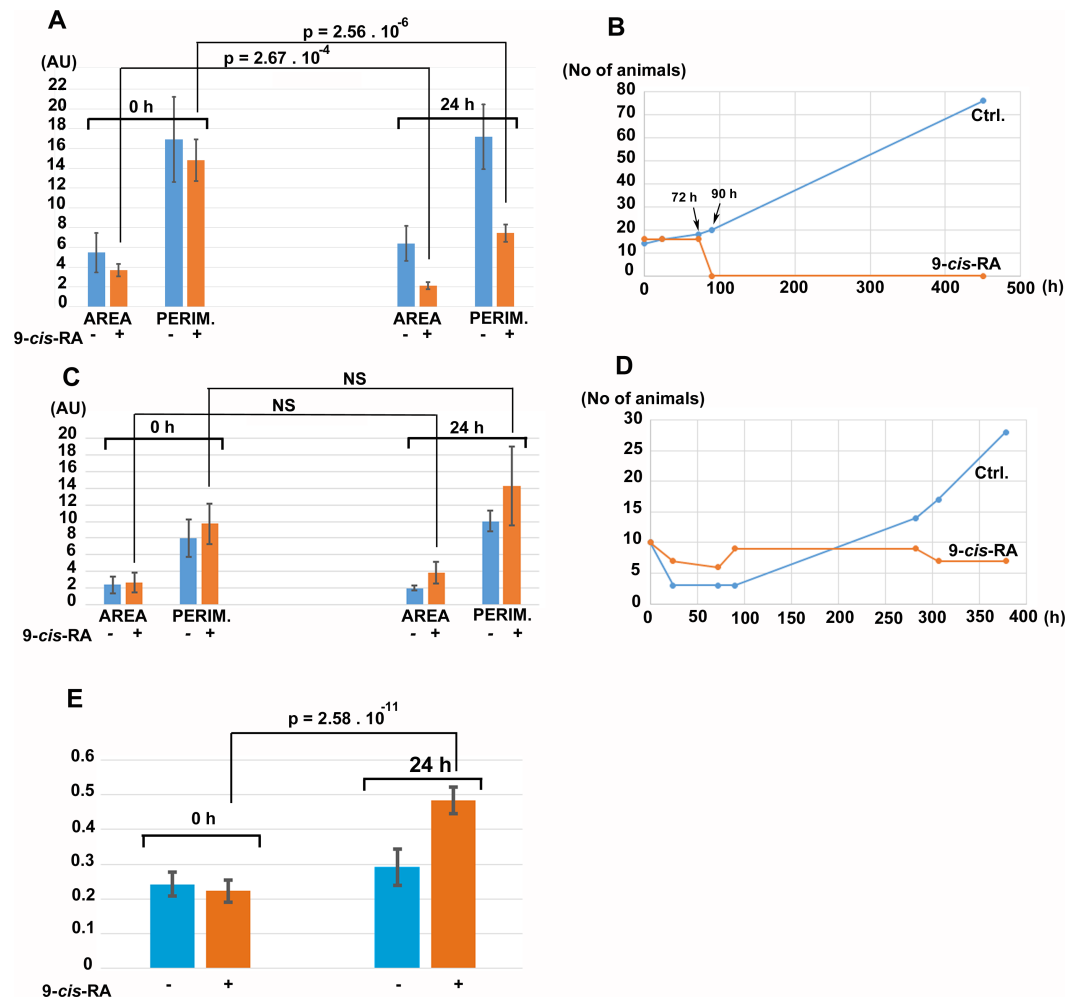 A
p = 2.56 . 10-6
p = 2.67 . 10-4
(AU)
0 h
24 h
22
20
18
16
14
12
10
8
6
4
2
0
AREA PERIM. AREA PERIM.
9-cis-RA - + - + - + - +
B
(No of animals)
80
70
60
50
40
30
20
10
0
Ctrl.
72 h
90 h
9-cis-RA
0 100 200 300 400 500 (h)
C
NS
NS
(AU)
0 h
24 h
20
18
16
14
12
10
8
6
4
2
0
AREA PERIM. AREA PERIM.
9-cis-RA - + - + - + - +
D
(No of animals)
30
25
20
15
10
5
0
Ctrl.
9-cis-RA
0 50 100 150 200 250 300 350 400 (h)
E
p = 2.58 . 10-11
24 h
0 h
0.6
0.5
0.4
0.3
0.2
0.1
0
9-cis-RA - + - +